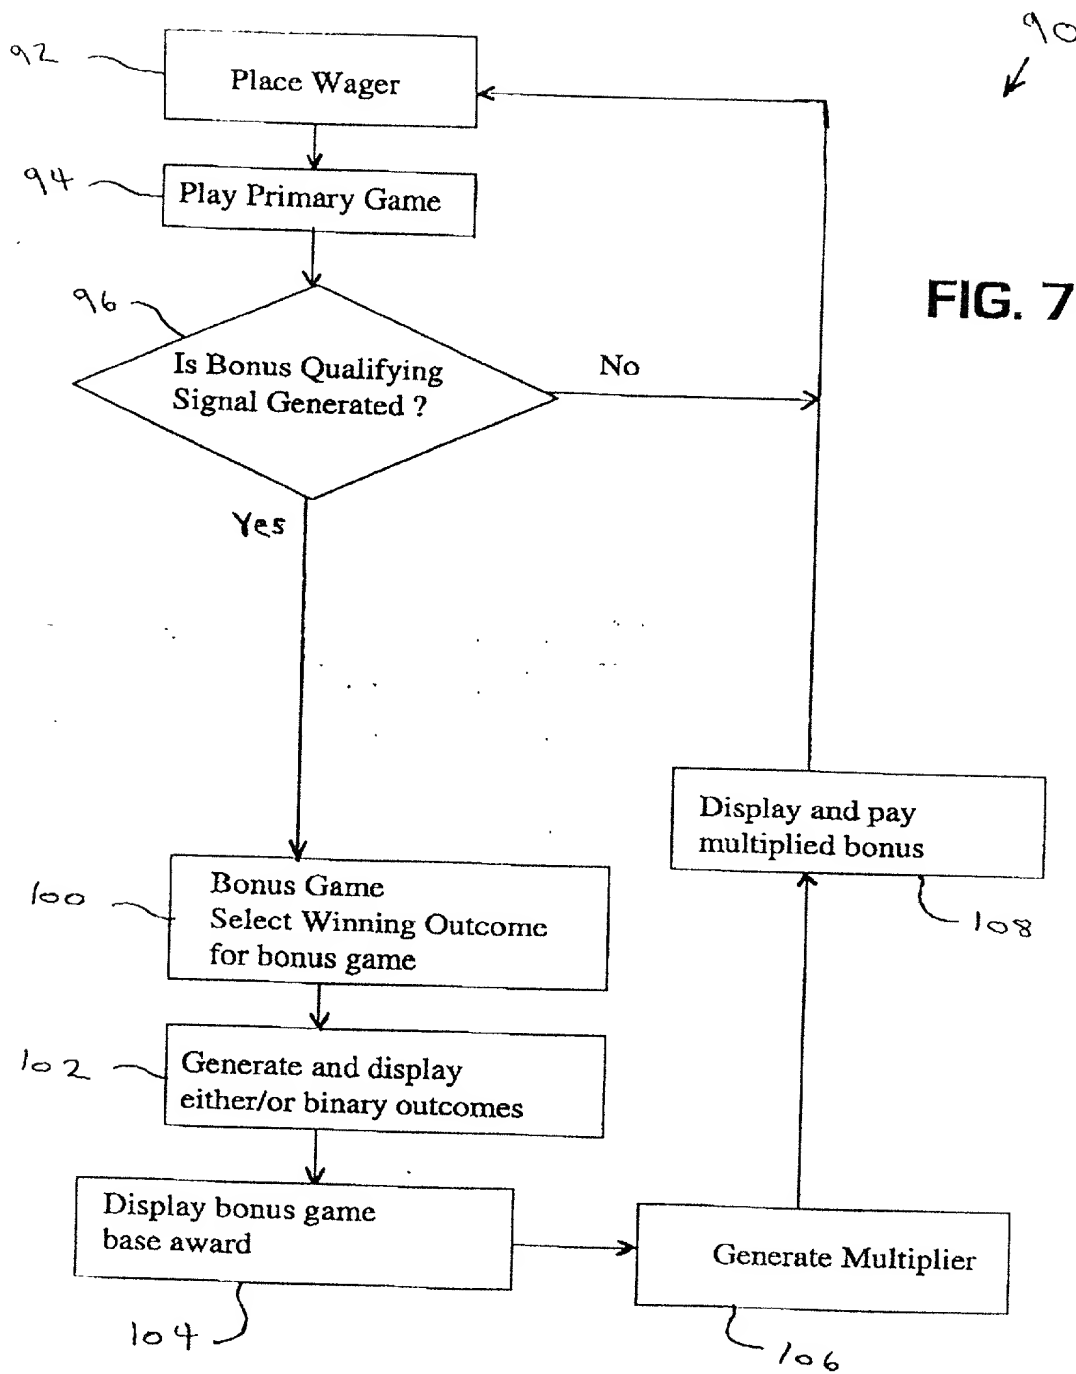 90
92
Place Wager
94
Play Primary Game
FIG. 7
96
Is Bonus Qualifying
Signal Generated ?
No
Yes
Display and pay
multiplied bonus
108
100
Bonus Game
Select Winning Outcome
for bonus game
102
Generate and display
either/or binary outcomes
Display bonus game
base award
104
Generate Multiplier
106